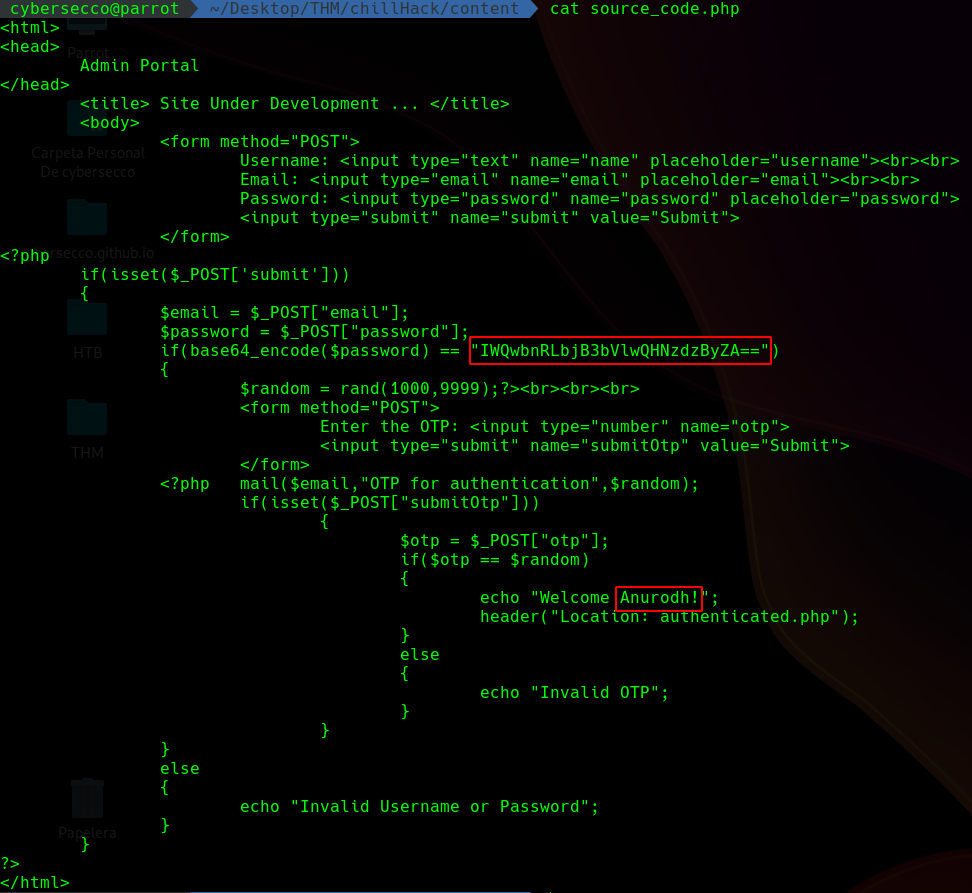 cybersecco@parrot ~/Desktop/THM/chillHack/content cat source_code.php
<html>
<head>
Parrot
Admin Portal
</head>
<title> Site Under Development ... </title>
<body>
<form method="POST">
Carpeta Personal
De cybersecco
Username: <input type="text" name="name" placeholder="username"><br><br>
Email: <input type="email" name="email" placeholder="email"><br><br>
Password: <input type="password" name="password" placeholder="password">
<input type="submit" name="submit" value="Submit">
</form>
<?php
cybersecco.github.io
if(isset($_POST['submit']))
{
$email = $_POST["email"];
$password = $_POST["password"];
HTB
if(base64_encode($password) == "IWQwbnRLbjB3bVlwQHNzdzByZA==")
{
$random = rand(1000,9999);?><br><br><br>
<form method="POST">
Enter the OTP: <input type="number" name="otp">
<input type="submit" name="submitOtp" value="Submit">
THM
</form>
<?php mail($email,"OTP for authentication",$random);
if(isset($_POST["submitOtp"]))
{
$otp = $_POST["otp"];
if($otp == $random)
{
echo "Welcome Anurodh!";
header("Location: authenticated.php");
}
else
{
echo "Invalid OTP";
}
}
}
else
{
echo "Invalid Username or Password";
}
Papelera
}
?>
</html>